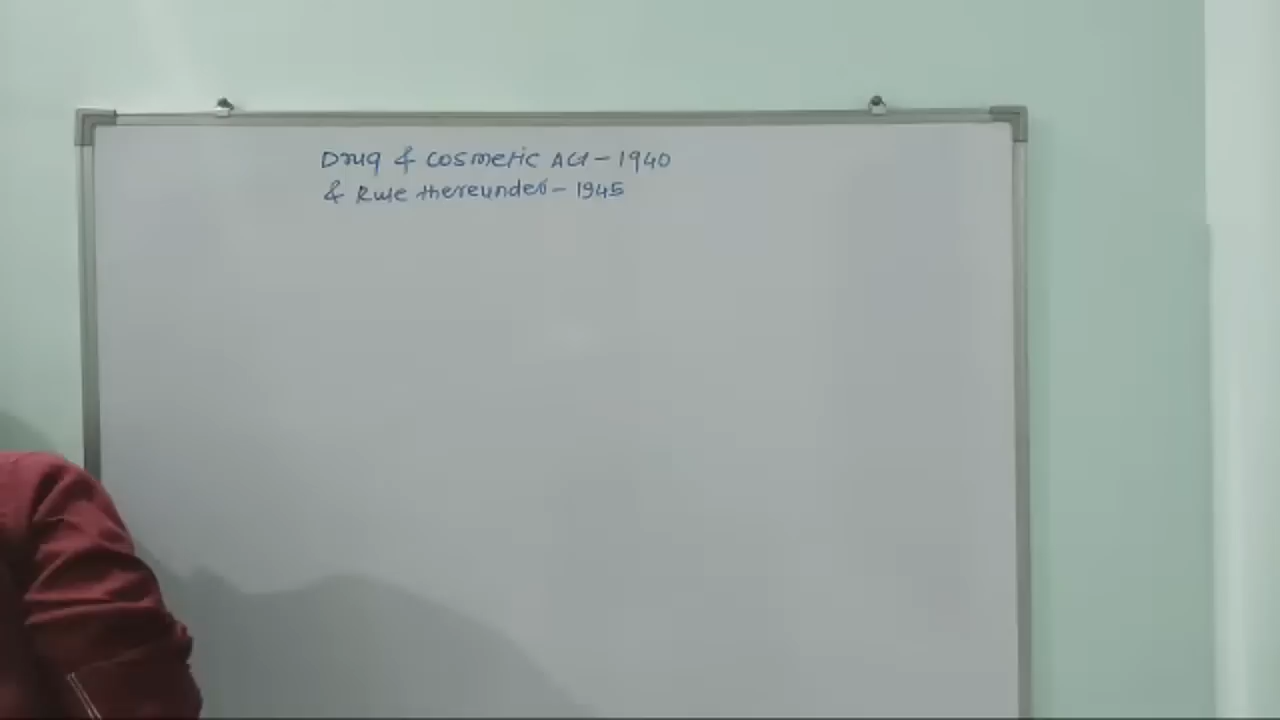 Drug & Cosmetic Act - 1940
& Rule thereunder - 1945